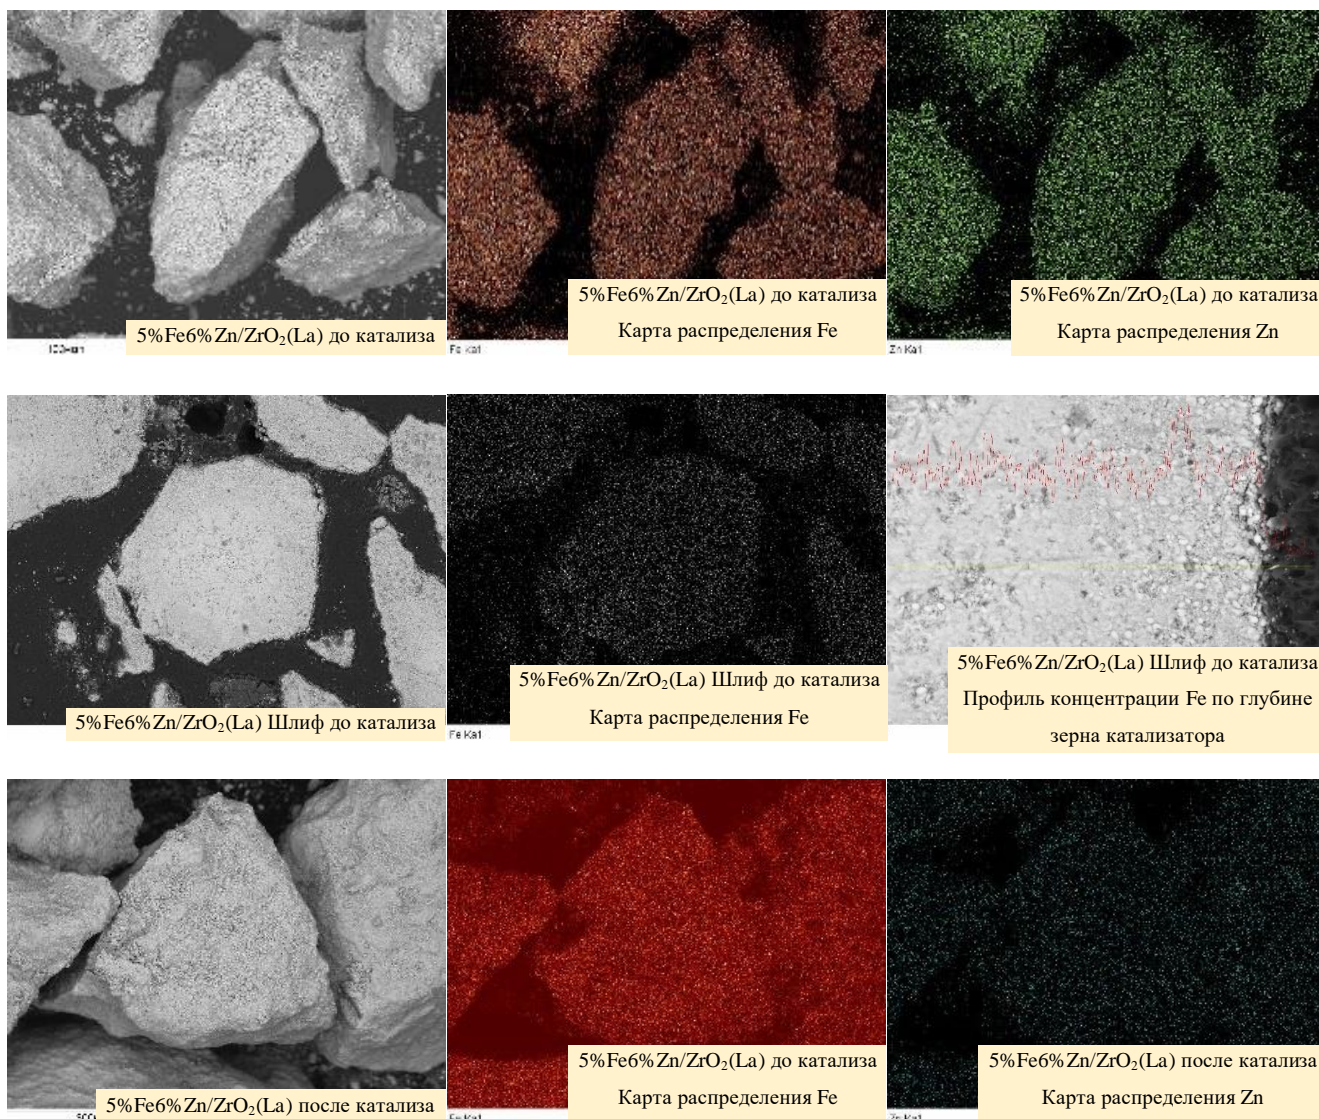 5%Fe6%Zn/ZrO₂(La) до катализа
5%Fe6%Zn/ZrO₂(La) до катализа
Карта распределения Fe
5%Fe6%Zn/ZrO₂(La) до катализа
Карта распределения Zn
Fe Ka1
Zn Ka1
5%Fe6%Zn/ZrO₂(La) Шлиф до катализа
5%Fe6%Zn/ZrO₂(La) Шлиф до катализа
Карта распределения Fe
5%Fe6%Zn/ZrO₂(La) Шлиф до катализа
Профиль концентрации Fe по глубине
зерна катализатора
Fe Ka1
5%Fe6%Zn/ZrO₂(La) после катализа
5%Fe6%Zn/ZrO₂(La) до катализа
Карта распределения Fe
5%Fe6%Zn/ZrO₂(La) после катализа
Карта распределения Zn